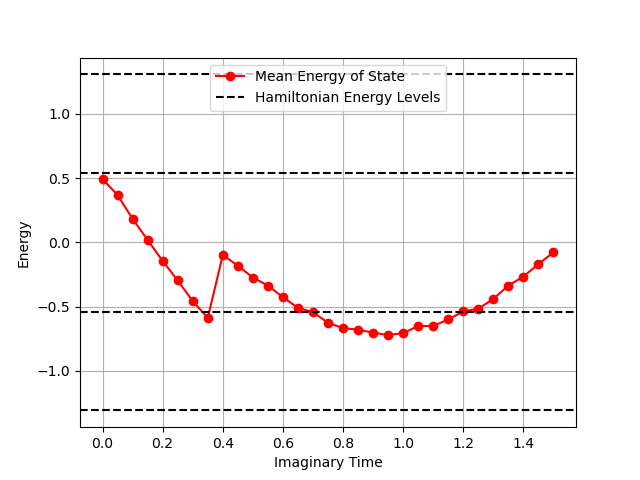 Mean Energy of State
Hamiltonian Energy Levels
Energy
1.0
0.5
0.0
−0.5
−1.0
0.0 0.2 0.4 0.6 0.8 1.0 1.2 1.4
Imaginary Time